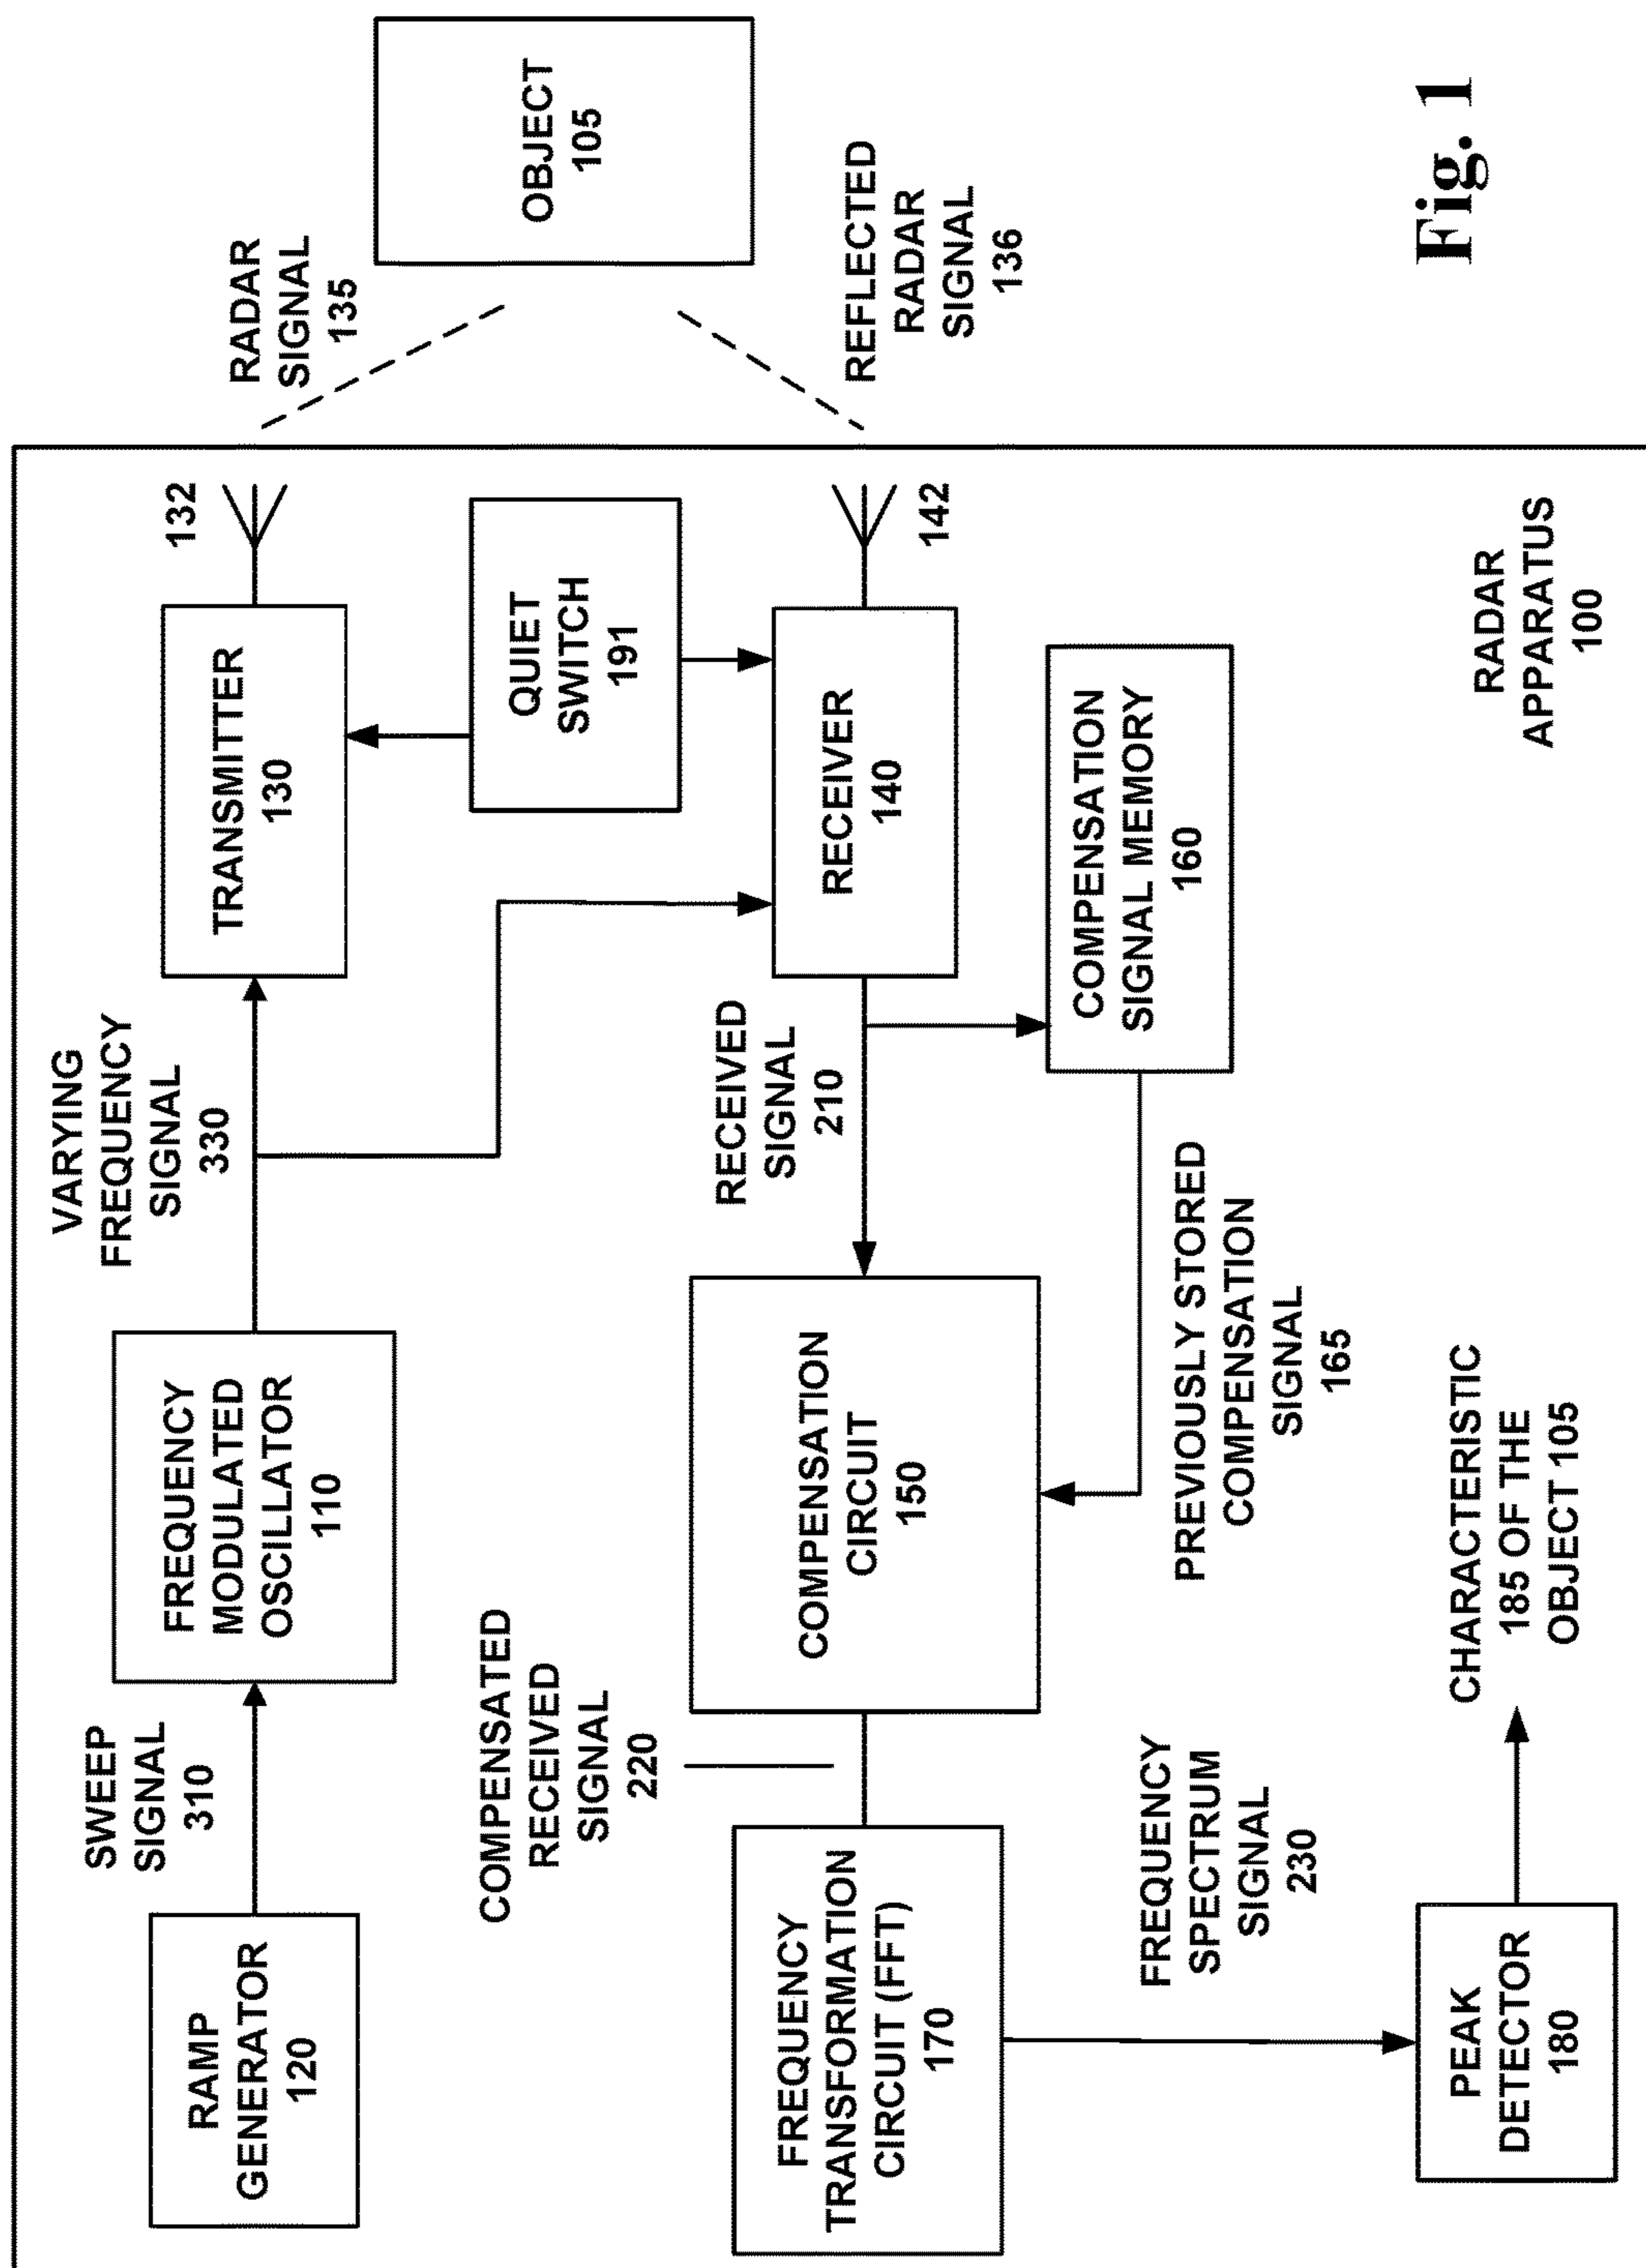 RAMP
GENERATOR
120
SWEEP
SIGNAL
310
FREQUENCY
MODULATED
OSCILLATOR
110
VARYING
FREQUENCY
SIGNAL
330
TRANSMITTER
130
132
RADAR
SIGNAL
135
OBJECT
105
QUIET
SWITCH
191
REFLECTED
RADAR
SIGNAL
136
142
RECEIVER
140
RECEIVED
SIGNAL
210
COMPENSATION
SIGNAL MEMORY
160
COMPENSATION
CIRCUIT
150
PREVIOUSLY STORED
COMPENSATION
SIGNAL
165
COMPENSATED
RECEIVED
SIGNAL
220
FREQUENCY
TRANSFORMATION
CIRCUIT (FFT)
170
FREQUENCY
SPECTRUM
SIGNAL
230
PEAK
DETECTOR
180
CHARACTERISTIC
185 OF THE
OBJECT 105
RADAR
APPARATUS
100
Fig. 1